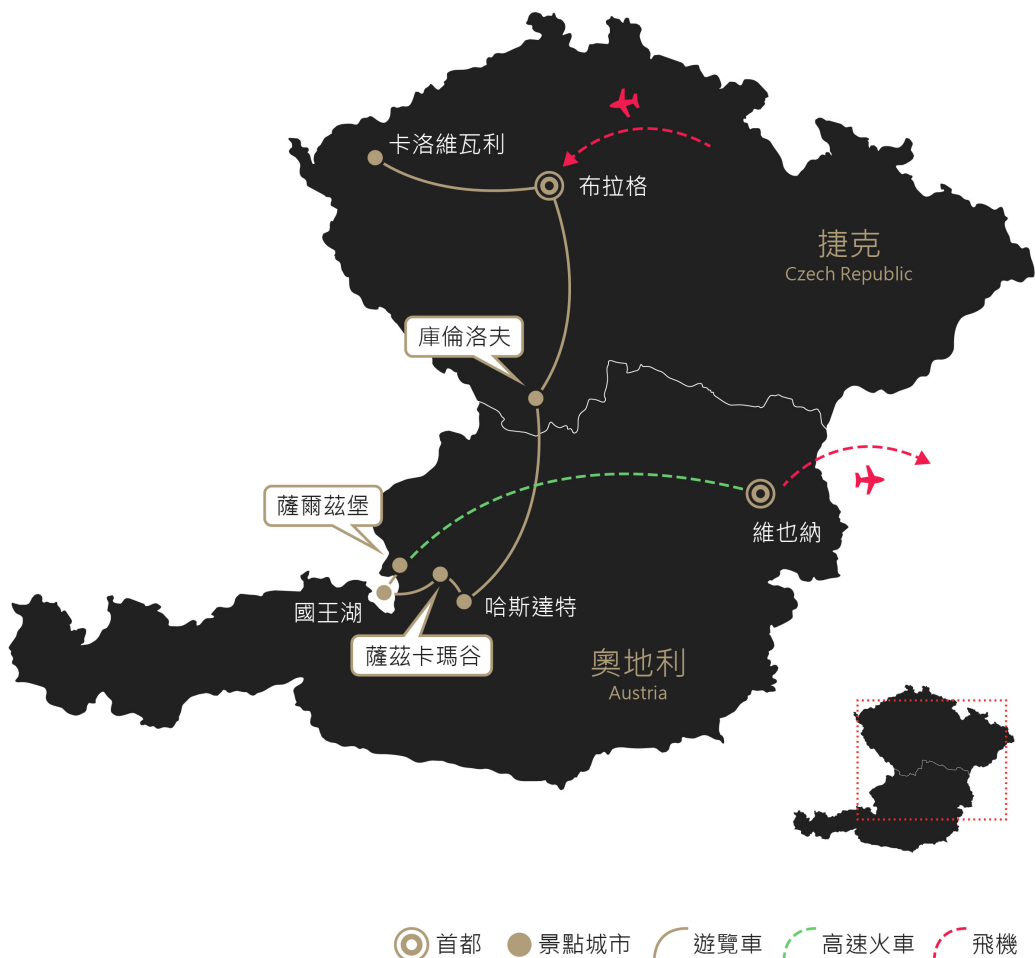 卡洛維瓦利
布拉格
捷克
Czech Republic
庫倫洛夫
薩爾茲堡
維也納
國王湖
哈斯達特
薩茲卡瑪谷
奧地利
Austria
首都
景點城市
遊覽車
高速火車
飛機